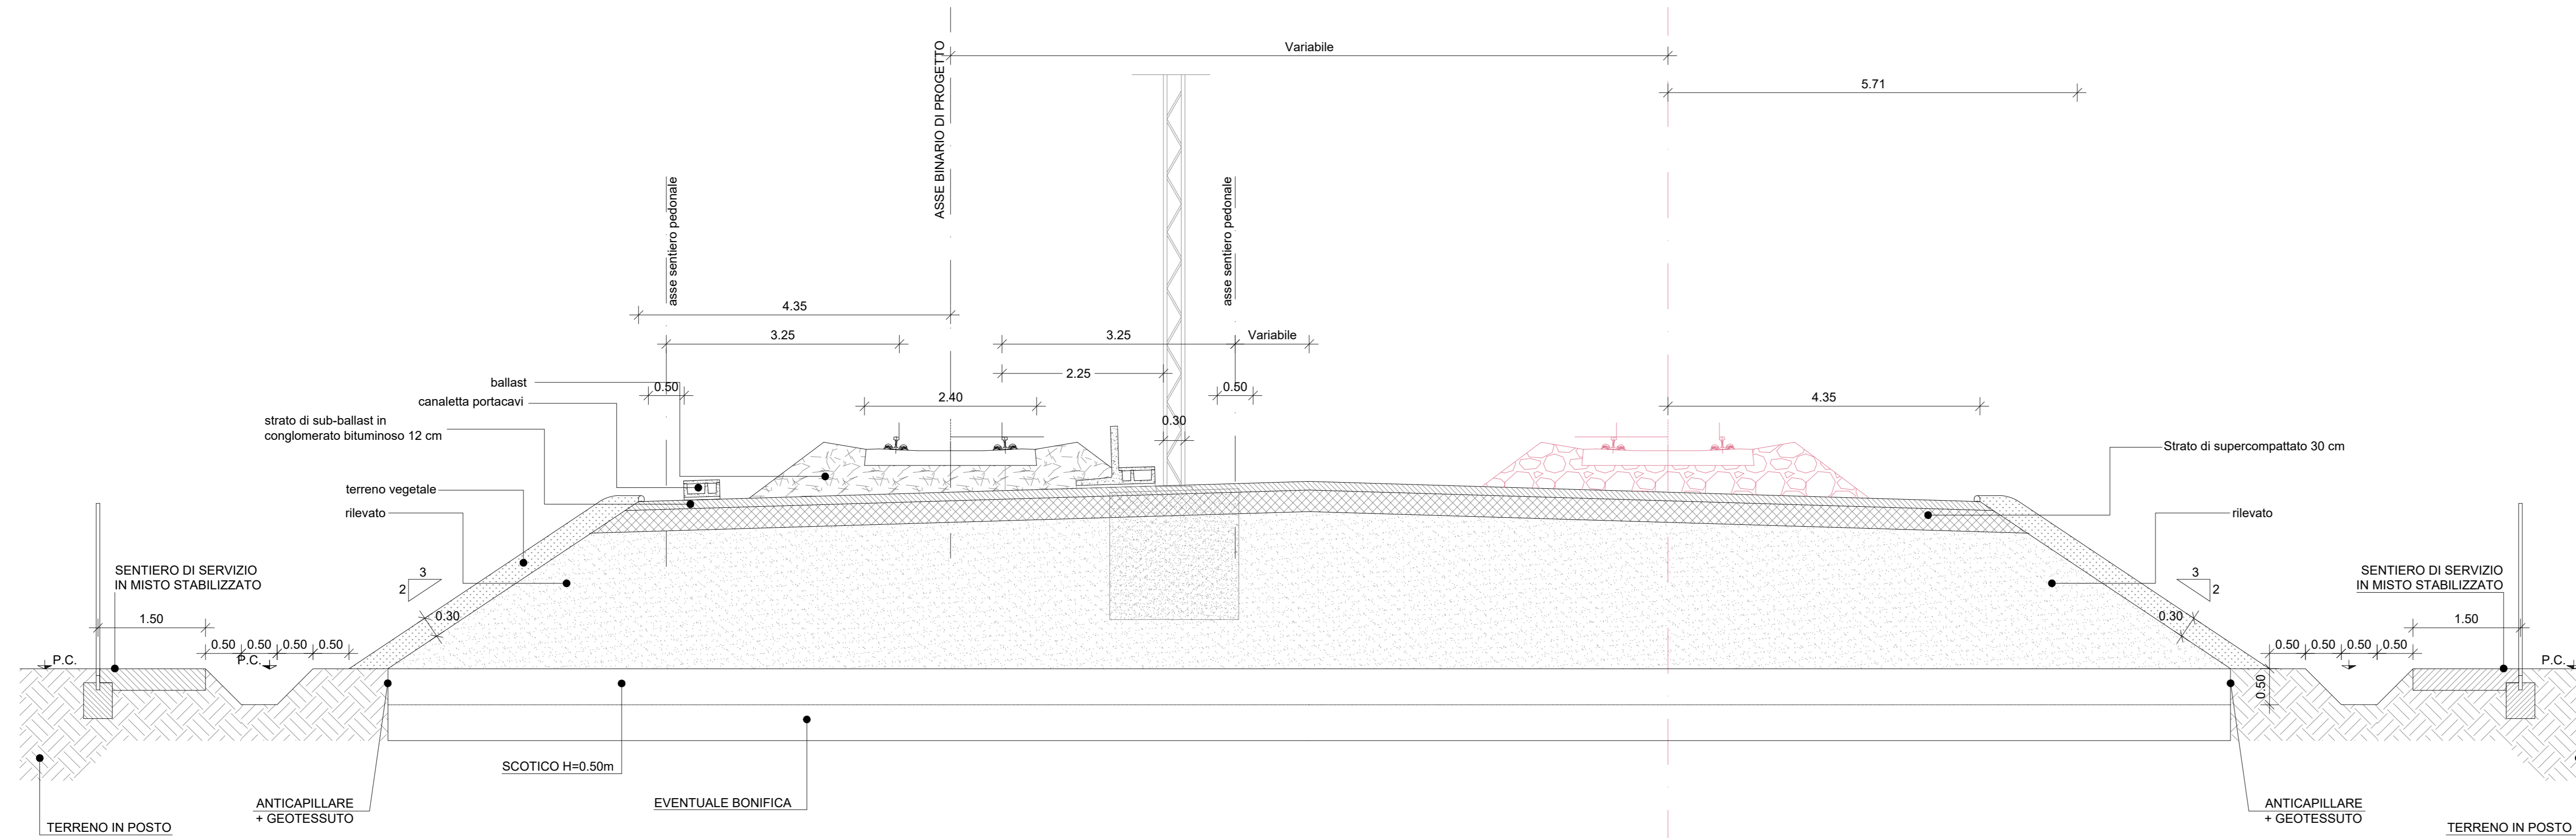 Variabile
5.71
ASSE BINARIO DI PROGETTO
asse sentiero pedonale
asse sentiero pedonale
4.35
3.25
3.25
Variabile
2.25
ballast
0.50
0.50
canaletta portacavi
2.40
4.35
strato di sub-ballast in
conglomerato bituminoso 12 cm
0.30
Strato di supercompattato 30 cm
terreno vegetale
rilevato
rilevato
SENTIERO DI SERVIZIO
IN MISTO STABILIZZATO
3
2
3
2
SENTIERO DI SERVIZIO
IN MISTO STABILIZZATO
1.50
0.30
0.30
1.50
0.50
0.50
0.50
0.50
0.50
0.50
0.50
0.50
P.C.
P.C.
P.C.
0.50
SCOTICO H=0.50m
EVENTUALE BONIFICA
ANTICAPILLARE
+ GEOTESSUTO
ANTICAPILLARE
+ GEOTESSUTO
TERRENO IN POSTO
TERRENO IN POSTO